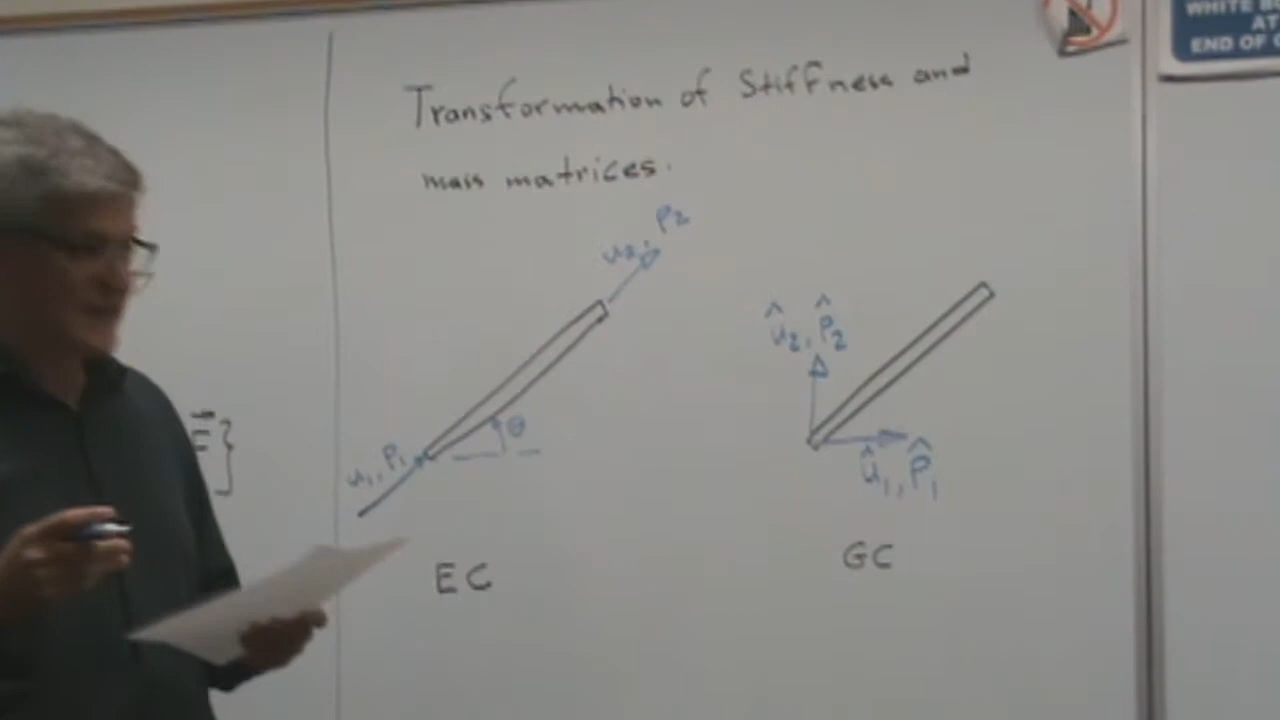 Transformation of Stiffness and
mass matrices.
u₂, P₂
û₂, P̂₂
θ
u₁, P₁
û₁, P̂₁
EC
GC
WHITE
AT
END OF